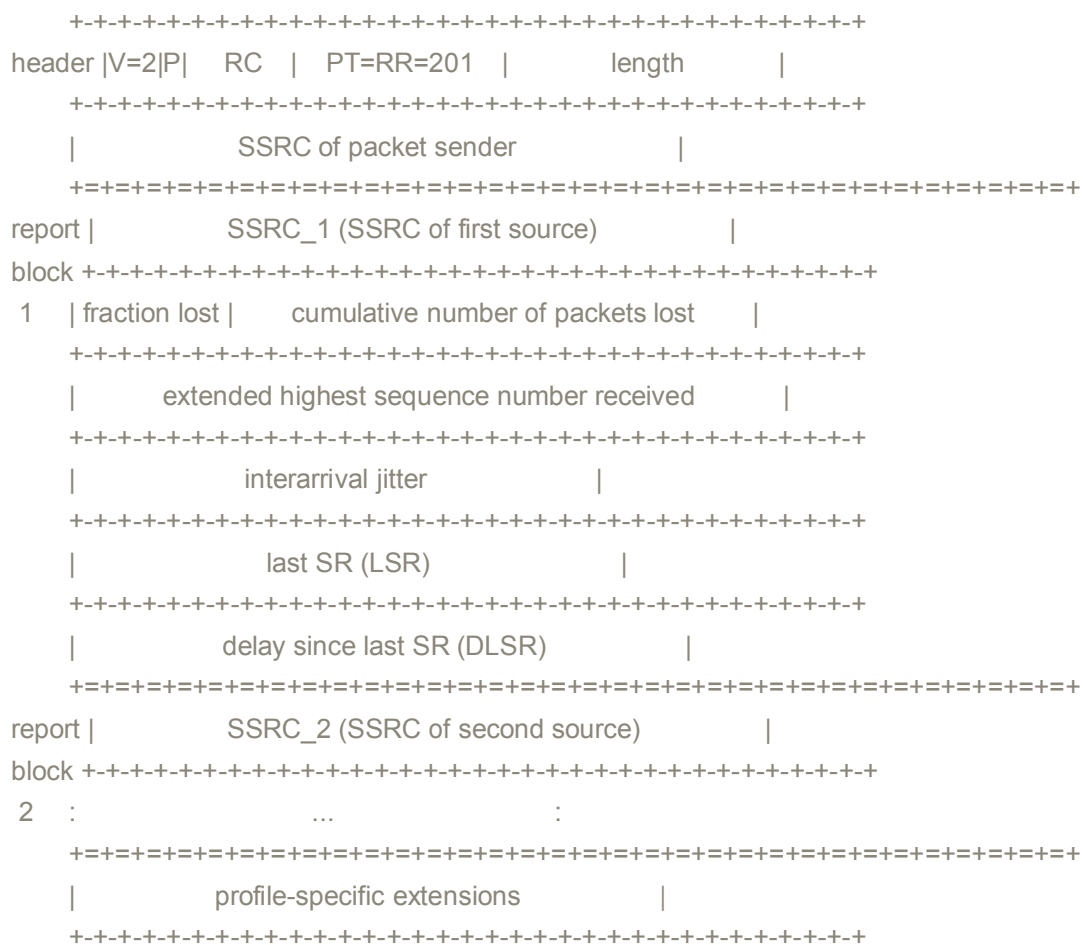 +-+-+-+-+-+-+-+-+-+-+-+-+-+-+-+-+-+-+-+-+-+-+-+-+-+-+-+-+-+-+-+-+
header |V=2|P| RC | PT=RR=201 | length |
+-+-+-+-+-+-+-+-+-+-+-+-+-+-+-+-+-+-+-+-+-+-+-+-+-+-+-+-+-+-+-+-+
| SSRC of packet sender |
+=+=+=+=+=+=+=+=+=+=+=+=+=+=+=+=+=+=+=+=+=+=+=+=+=+=+=+=+=+=+=+=+
report | SSRC_1 (SSRC of first source) |
block +-+-+-+-+-+-+-+-+-+-+-+-+-+-+-+-+-+-+-+-+-+-+-+-+-+-+-+-+-+-+-+-+
1 | fraction lost | cumulative number of packets lost |
+-+-+-+-+-+-+-+-+-+-+-+-+-+-+-+-+-+-+-+-+-+-+-+-+-+-+-+-+-+-+-+-+
| extended highest sequence number received |
+-+-+-+-+-+-+-+-+-+-+-+-+-+-+-+-+-+-+-+-+-+-+-+-+-+-+-+-+-+-+-+-+
| interarrival jitter |
+-+-+-+-+-+-+-+-+-+-+-+-+-+-+-+-+-+-+-+-+-+-+-+-+-+-+-+-+-+-+-+-+
| last SR (LSR) |
+-+-+-+-+-+-+-+-+-+-+-+-+-+-+-+-+-+-+-+-+-+-+-+-+-+-+-+-+-+-+-+-+
| delay since last SR (DLSR) |
+=+=+=+=+=+=+=+=+=+=+=+=+=+=+=+=+=+=+=+=+=+=+=+=+=+=+=+=+=+=+=+=+
report | SSRC_2 (SSRC of second source) |
block +-+-+-+-+-+-+-+-+-+-+-+-+-+-+-+-+-+-+-+-+-+-+-+-+-+-+-+-+-+-+-+-+
2 : ... :
+=+=+=+=+=+=+=+=+=+=+=+=+=+=+=+=+=+=+=+=+=+=+=+=+=+=+=+=+=+=+=+=+
| profile-specific extensions |
+-+-+-+-+-+-+-+-+-+-+-+-+-+-+-+-+-+-+-+-+-+-+-+-+-+-+-+-+-+-+-+-+